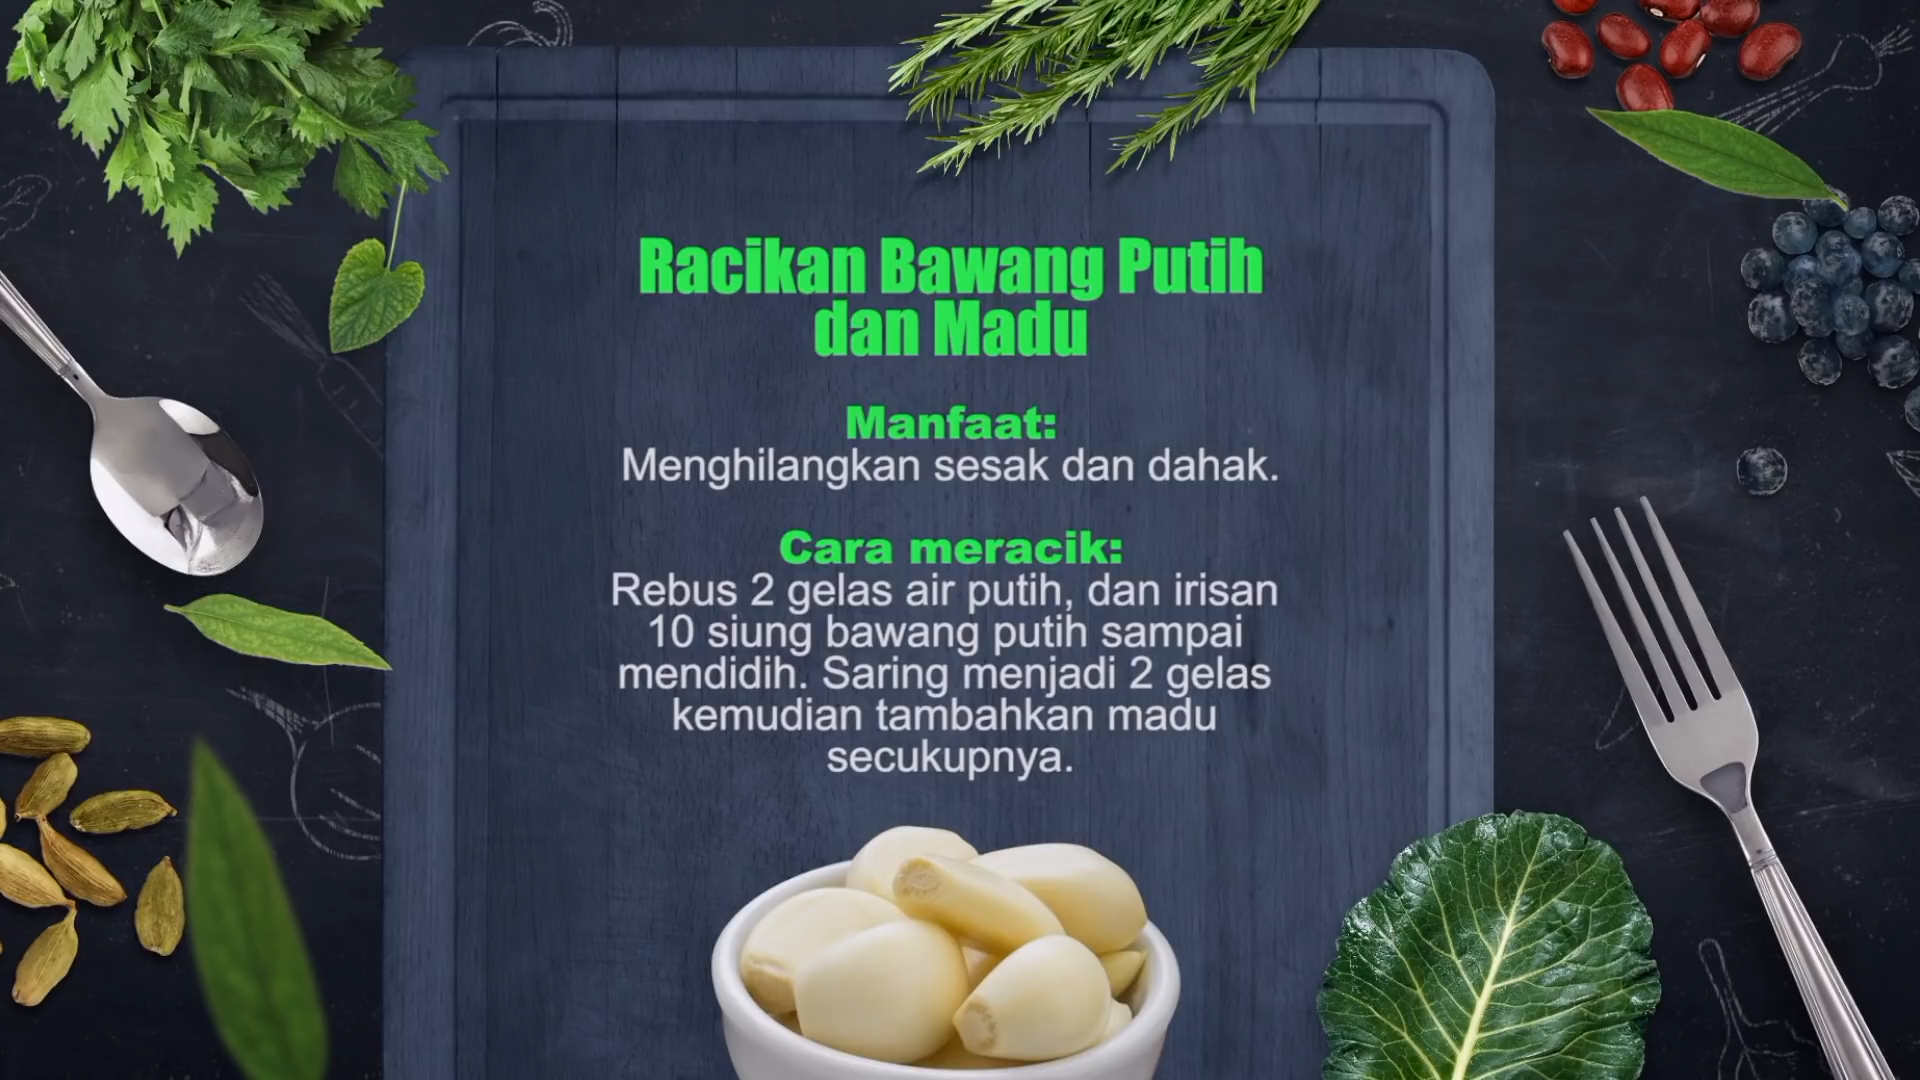 Racikan Bawang Putih
dan Madu
Manfaat:
Menghilangkan sesak dan dahak.
Cara meracik:
Rebus 2 gelas air putih, dan irisan
10 siung bawang putih sampai
mendidih. Saring menjadi 2 gelas
kemudian tambahkan madu
secukupnya.